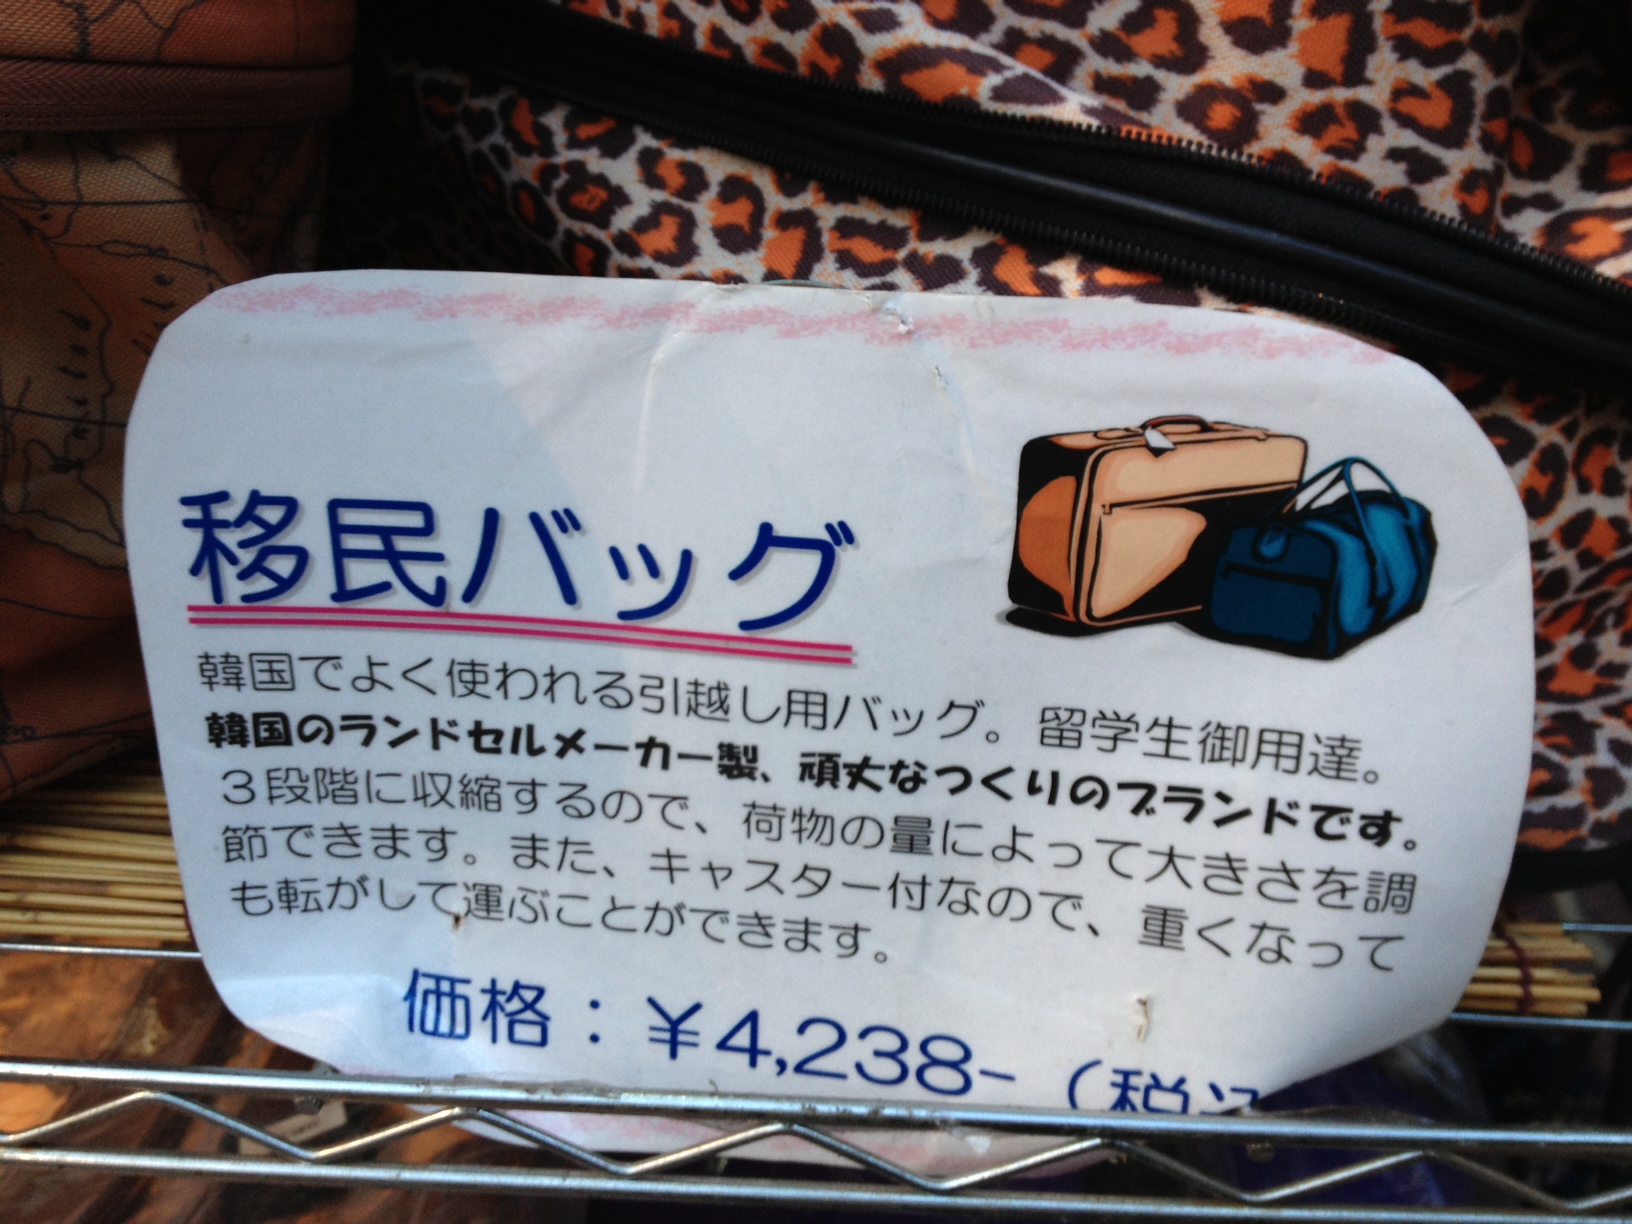 移民バッグ
韓国でよく使われる引越し用バッグ。留学生御用達。
韓国のランドセルメーカー製、頑丈なつくりのブランドです。
３段階に収縮するので、荷物の量によって大きさを調
節できます。また、キャスター付なので、重くなって
も転がして運ぶことができます。
価格：￥4,238-（税込